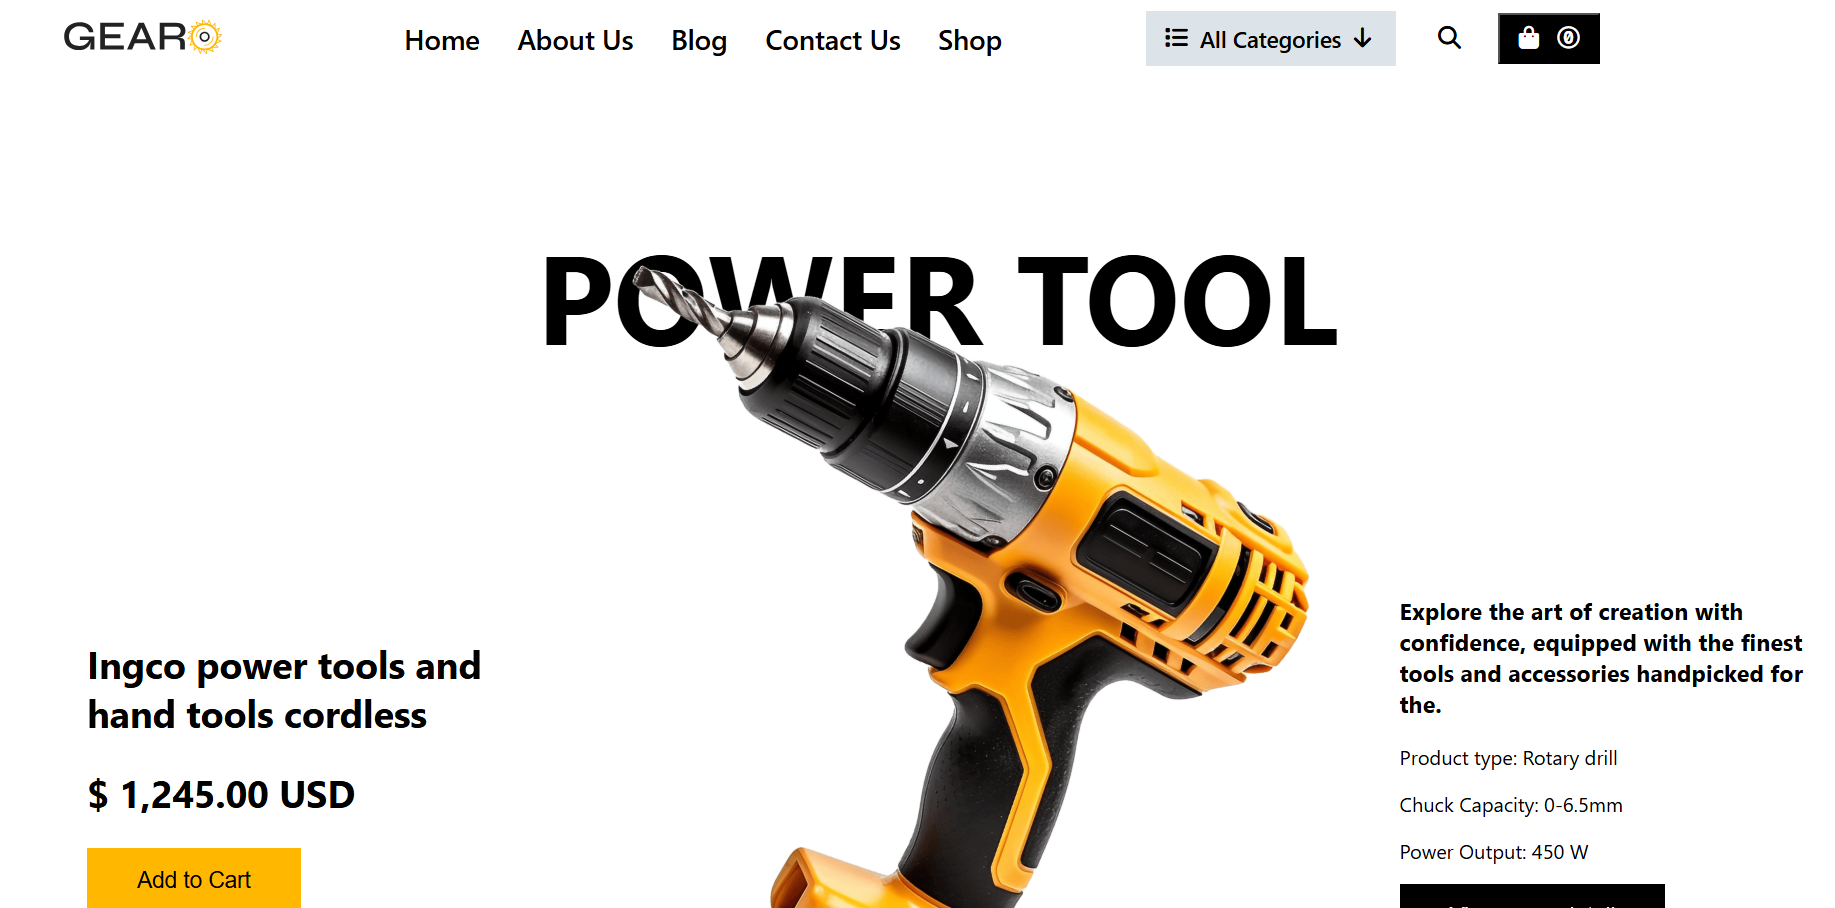 GEARO
Home About Us Blog Contact Us Shop
All Categories
0
POWER TOOL
Ingco power tools and
hand tools cordless
$ 1,245.00 USD
Add to Cart
Explore the art of creation with
confidence, equipped with the finest
tools and accessories handpicked for
the.
Product type: Rotary drill
Chuck Capacity: 0-6.5mm
Power Output: 450 W